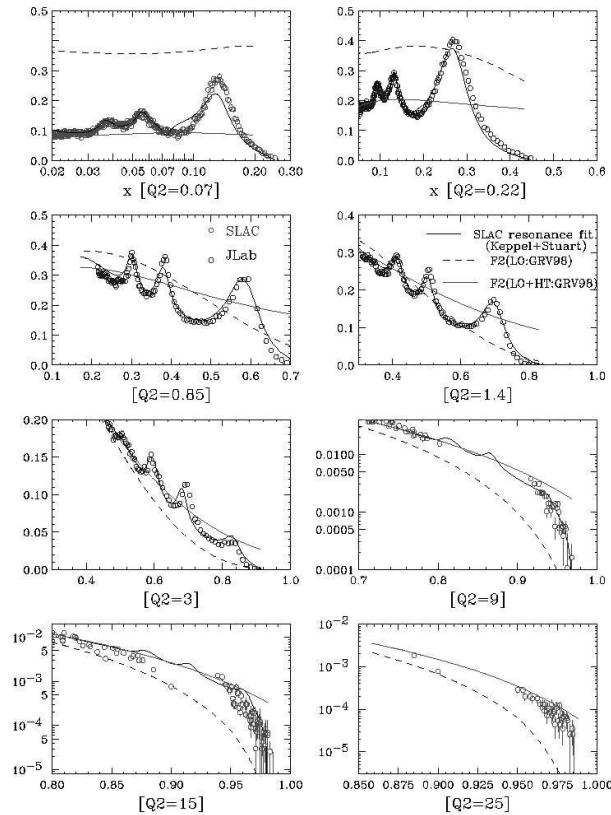 0.5
0.4
0.3
0.2
0.1
0.0
0.02 0.03 0.05 0.07 0.10 0.20 0.30
x [Q2=0.07]
0.5
0.4
0.3
0.2
0.1
0.0
0.1 0.2 0.3 0.4 0.5 0.6
x [Q2=0.22]
0.5
0.4
0.3
0.2
0.1
0.0
SLAC
JLab
0.1 0.2 0.3 0.4 0.5 0.6 0.7
[Q2=0.85]
0.4
0.3
0.2
0.1
0.0
SLAC resonance fit
(Keppel+Stuart)
F2(LO:GRV98)
F2(LO+HT:GRV98)
0.4 0.6 0.8 1.0
[Q2=1.4]
0.20
0.15
0.10
0.05
0.00
0.4 0.6 0.8 1.0
[Q2=3]
0.0100
0.0050
0.0010
0.0005
0.0001
0.7 0.8 0.9 1.0
[Q2=9]
10−2
5
10−3
5
10−4
5
0.80 0.85 0.90 0.95 1.00
[Q2=15]
10−2
10−3
10−4
10−5
0.850 0.875 0.900 0.925 0.950 0.975 1.000
[Q2=25]